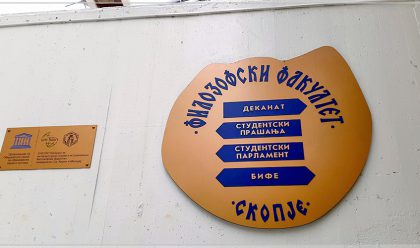 ·ФИЛОЗОФСКИ ФАКУЛТЕТ·
ДЕКАНАТ
СТУДЕНТСКИ
ПРАШАЊА
СТУДЕНТСКИ
ПАРЛАМЕНТ
БИФЕ
·СКОПЈЕ·